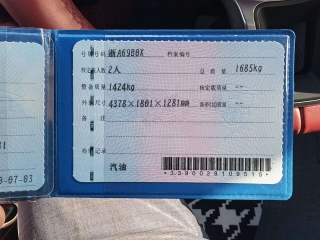 号牌号码 浙A6980X 档案编号
核定载人数 2人 总质量 1685kg
整备质量 1424kg 核定载质量 --
外廓尺寸 4378×1801×1281mm 准牵引总质量 --
备注
检验记录
汽油
*3390028109515*
9-07-03